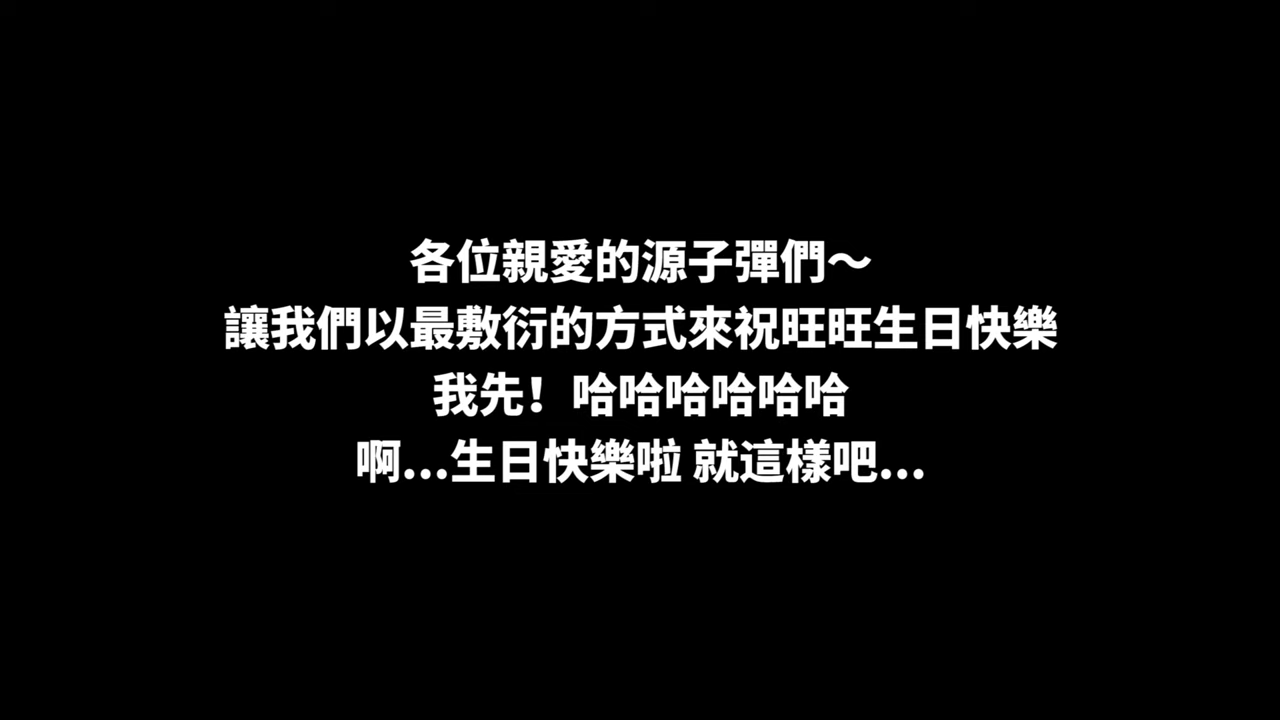 各位親愛的源子彈們～
讓我們以最敷衍的方式來祝旺旺生日快樂
我先！哈哈哈哈哈哈
啊...生日快樂啦 就這樣吧...